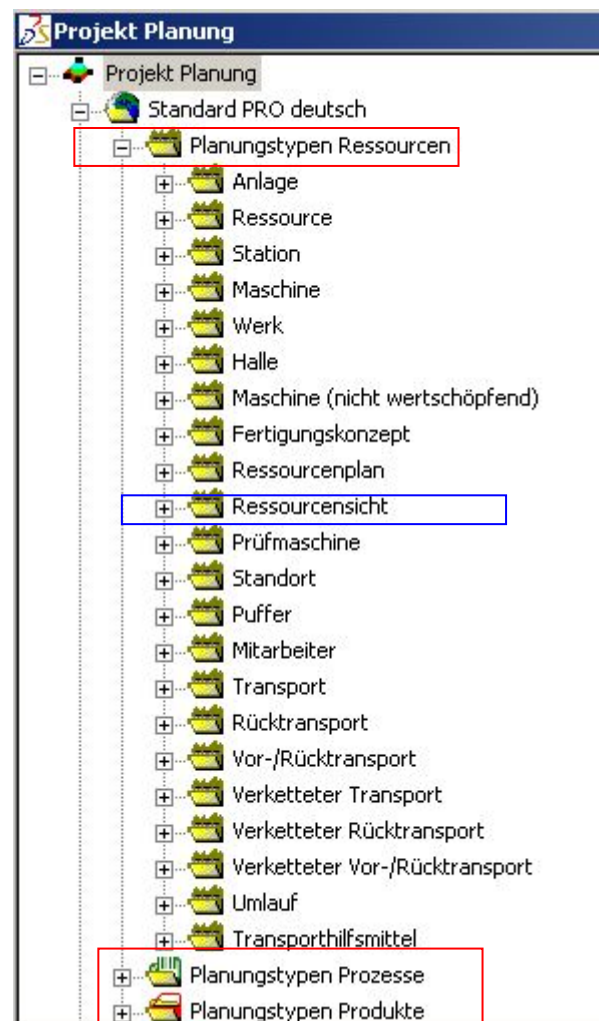 Projekt Planung
Projekt Planung
Standard PRO deutsch
Planungstypen Ressourcen
Anlage
Ressource
Station
Maschine
Werk
Halle
Maschine (nicht wertschöpfend)
Fertigungskonzept
Ressourcenplan
Ressourcensicht
Prüfmaschine
Standort
Puffer
Mitarbeiter
Transport
Rücktransport
Vor-/Rücktransport
Verketteter Transport
Verketteter Rücktransport
Verketteter Vor-/Rücktransport
Umlauf
Transporthilfsmittel
Planungstypen Prozesse
Planungstypen Produkte